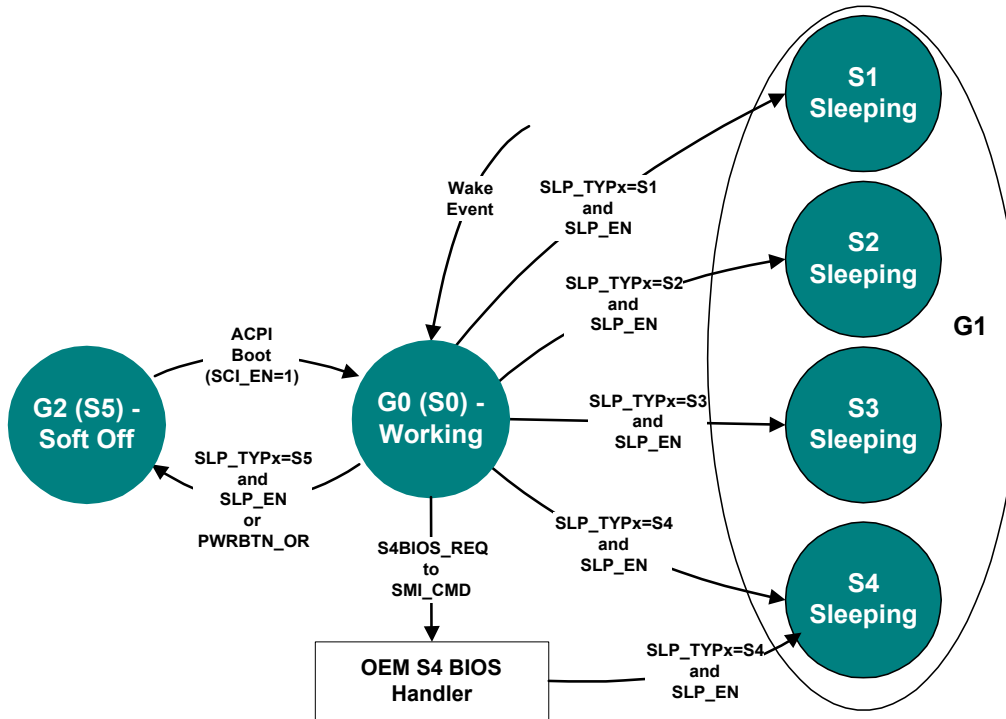 S1
Sleeping
Wake
Event
SLP_TYPx=S1
and
SLP_EN
S2
Sleeping
SLP_TYPx=S2
and
SLP_EN
G1
ACPI
Boot
(SCI_EN=1)
G2 (S5) -
Soft Off
G0 (S0) -
Working
SLP_TYPx=S3
and
SLP_EN
S3
Sleeping
SLP_TYPx=S5
and
SLP_EN
or
PWRBTN_OR
SLP_TYPx=S4
and
SLP_EN
S4BIOS_REQ
to
SMI_CMD
S4
Sleeping
OEM S4 BIOS
Handler
SLP_TYPx=S4
and
SLP_EN